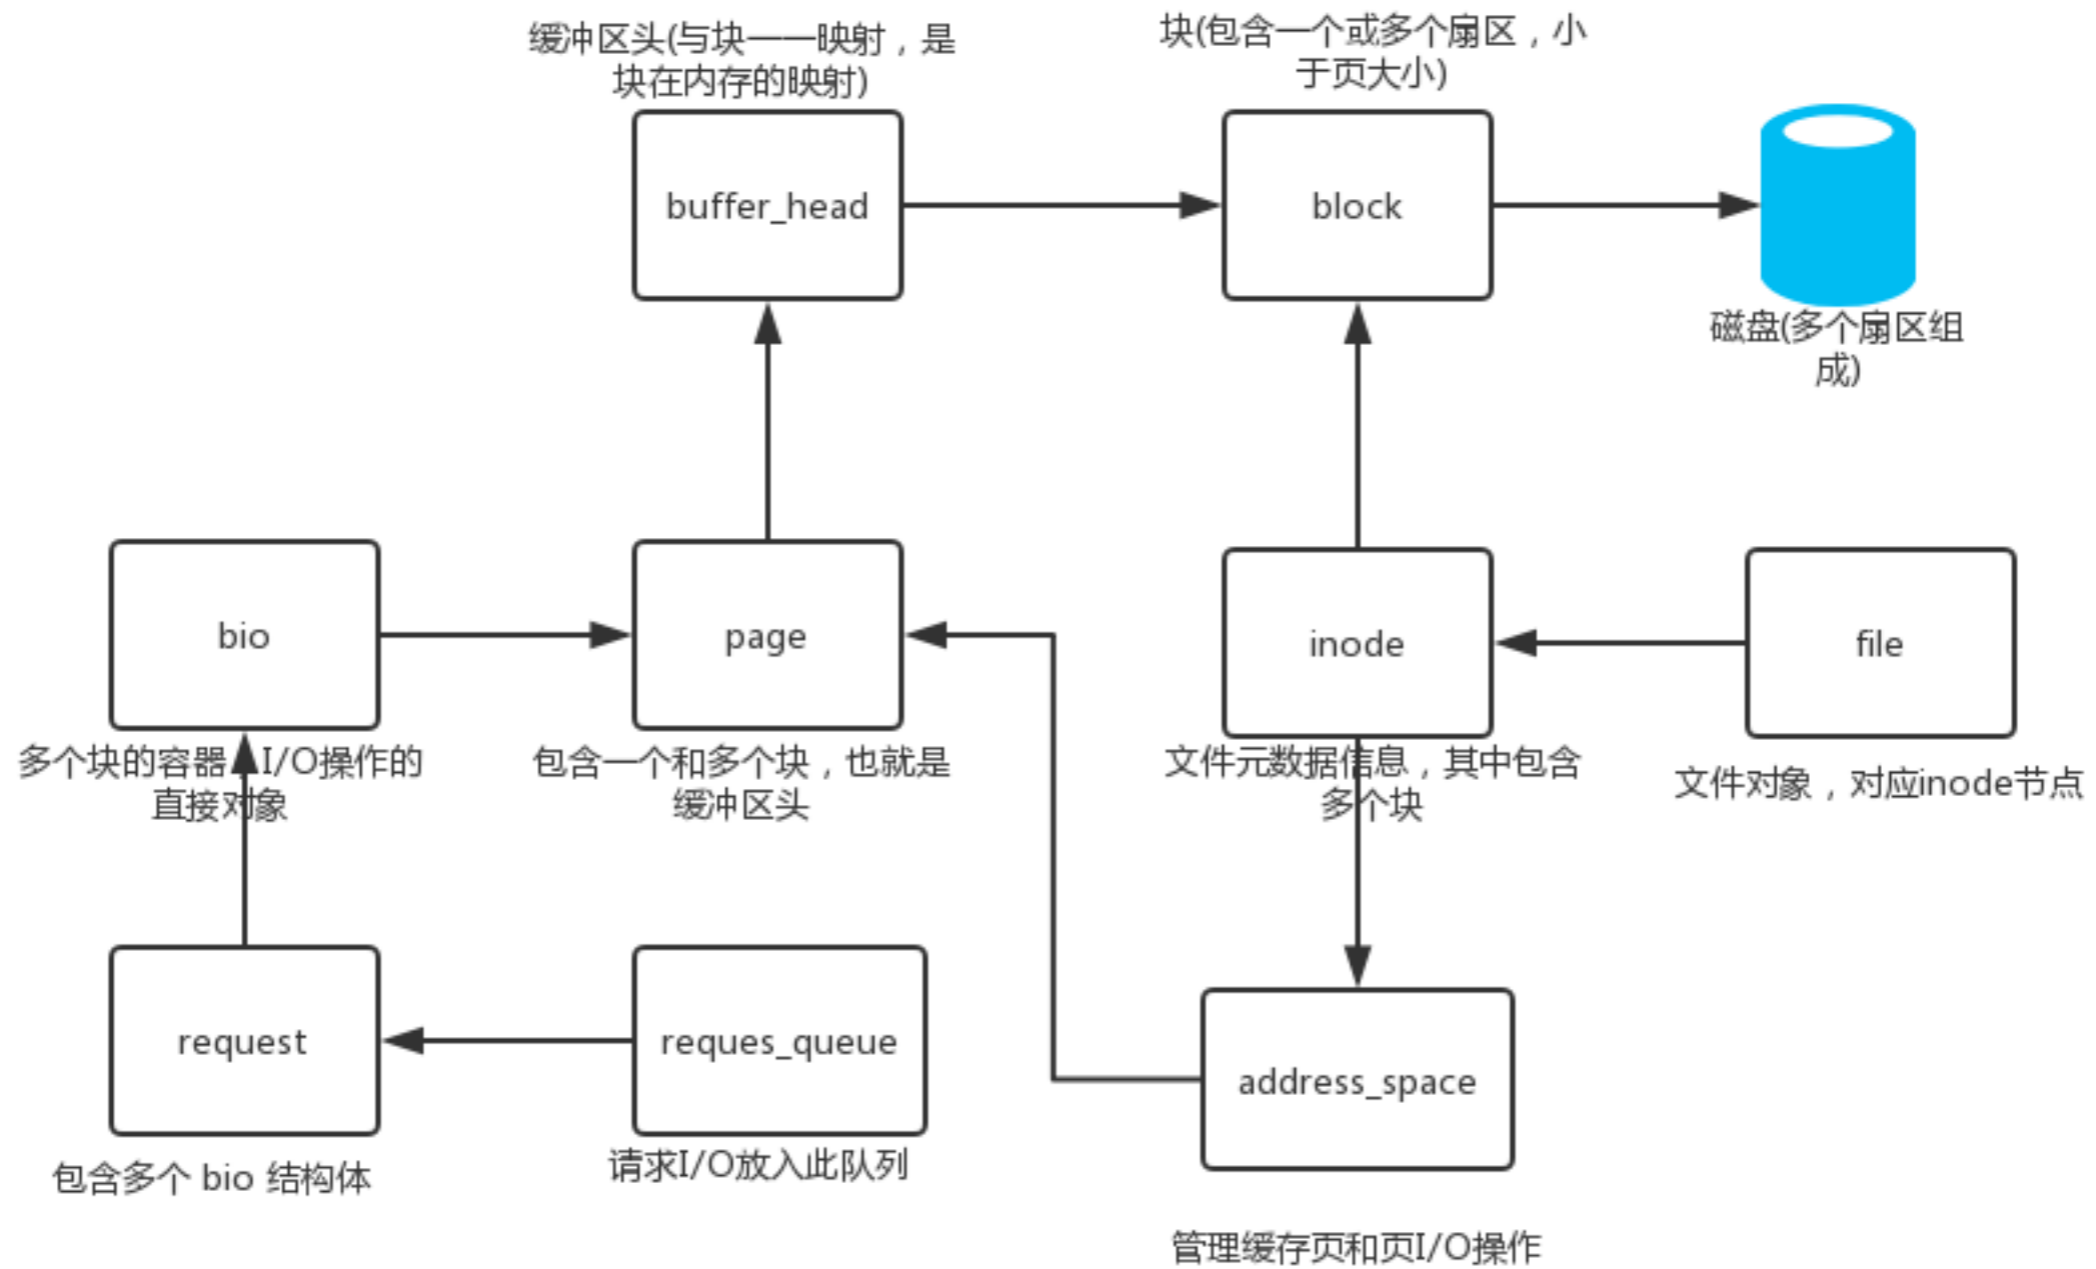 缓冲区头(与块一一映射，是
块在内存的映射)
块(包含一个或多个扇区，小
于页大小)
buffer_head
block
磁盘(多个扇区组
成)
bio
page
inode
file
多个块的容器，I/O操作的
直接对象
包含一个和多个块，也就是
缓冲区头
文件元数据信息，其中包含
多个块
文件对象，对应inode节点
request
reques_queue
address_space
包含多个 bio 结构体
请求I/O放入此队列
管理缓存页和页I/O操作